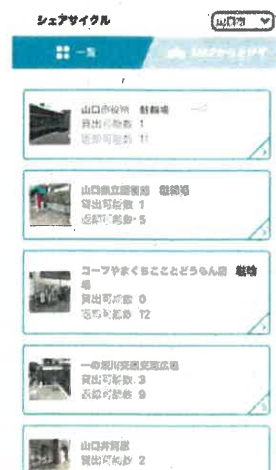 シェアサイクル
山口市
一覧
山口市役所 駐輪場
貸出可能数 1
返却可能数 11
山口県立図書館 駐輪場
貸出可能数 1
返却可能数 5
コープやまぐちこことどうもん店 駐輪
場
貸出可能数 0
返却可能数 12
一の坂川交通交流広場
貸出可能数 3
返却可能数 9
山口井筒屋
貸出可能数 2